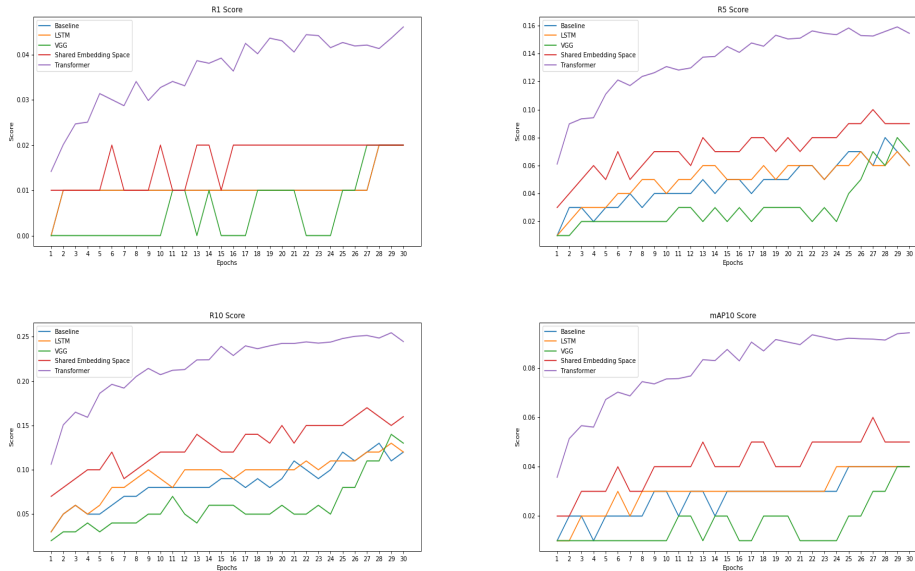 R1 Score
Baseline
LSTM
VGG
Shared Embedding Space
Transformer
0.04
0.03
0.02
0.01
0.00
Score
1 2 3 4 5 6 7 8 9 10 11 12 13 14 15 16 17 18 19 20 21 22 23 24 25 26 27 28 29 30
Epochs
R5 Score
Baseline
LSTM
VGG
Shared Embedding Space
Transformer
0.16
0.14
0.12
0.10
0.08
0.06
0.04
0.02
Score
1 2 3 4 5 6 7 8 9 10 11 12 13 14 15 16 17 18 19 20 21 22 23 24 25 26 27 28 29 30
Epochs
R10 Score
Baseline
LSTM
VGG
Shared Embedding Space
Transformer
0.25
0.20
0.15
0.10
0.05
Score
1 2 3 4 5 6 7 8 9 10 11 12 13 14 15 16 17 18 19 20 21 22 23 24 25 26 27 28 29 30
Epochs
mAP10 Score
Baseline
LSTM
VGG
Shared Embedding Space
Transformer
0.08
0.06
0.04
0.02
Score
1 2 3 4 5 6 7 8 9 10 11 12 13 14 15 16 17 18 19 20 21 22 23 24 25 26 27 28 29 30
Epochs